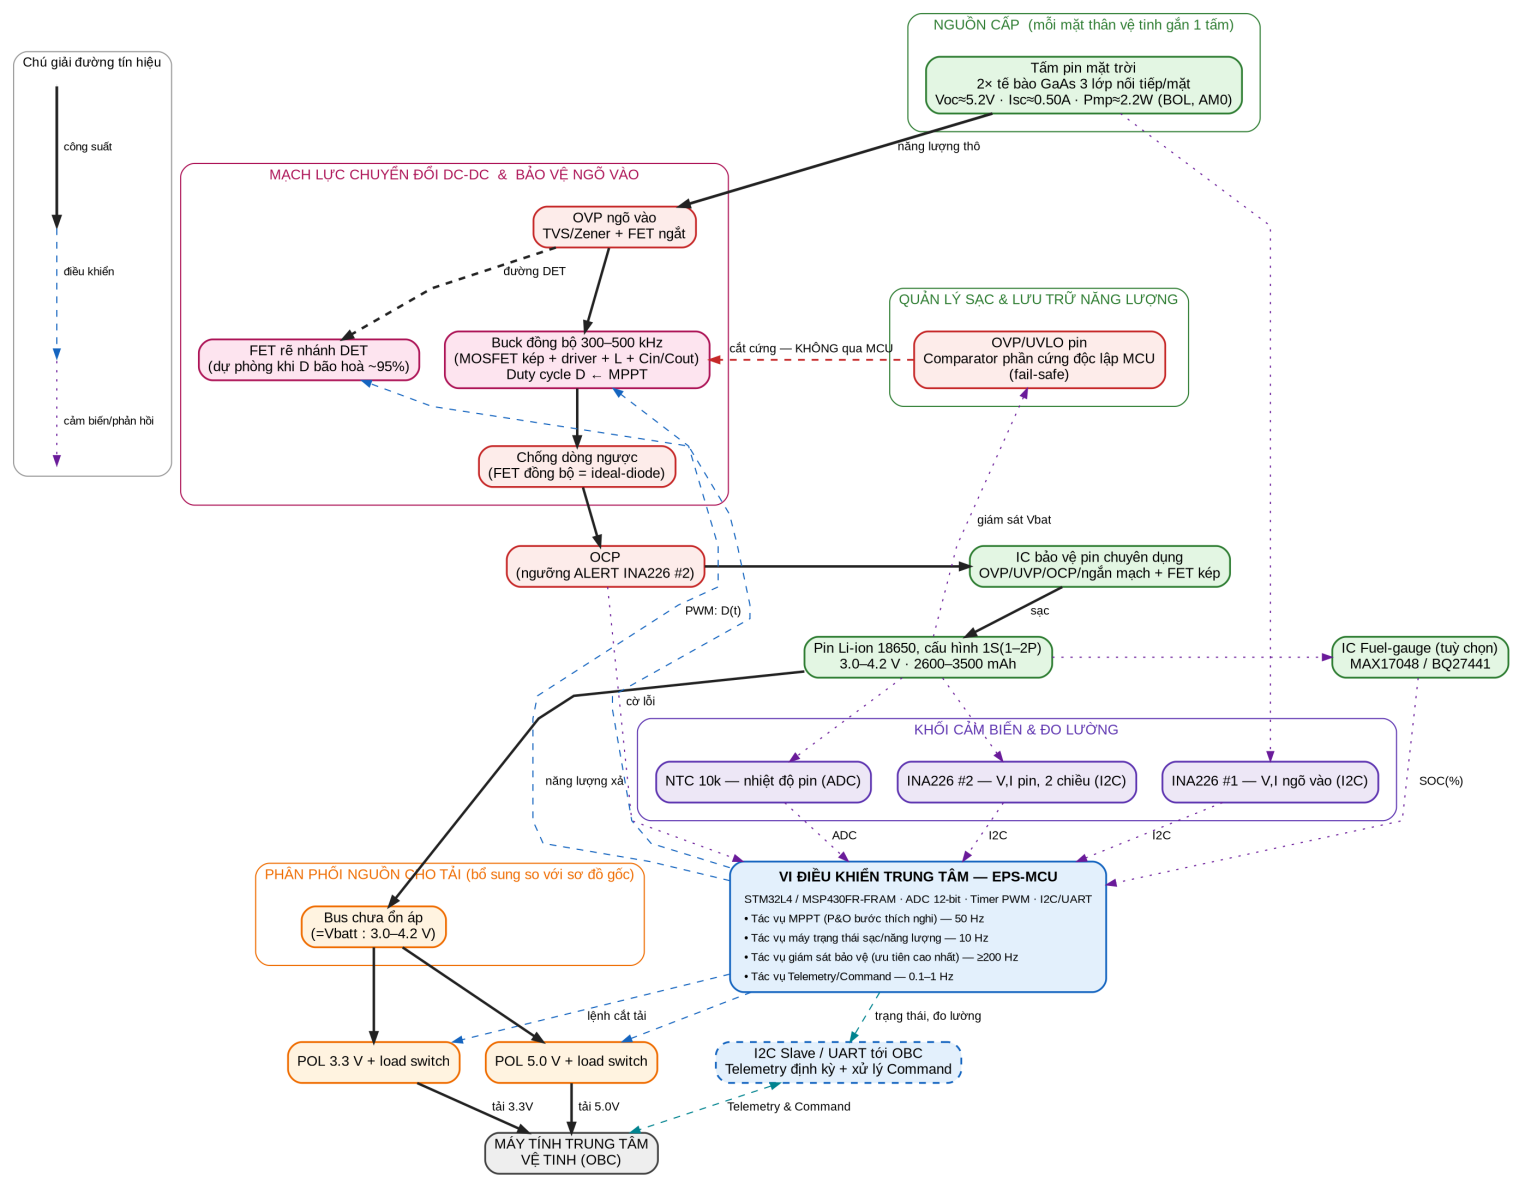 NGUỒN CẤP  (mỗi mặt thân vệ tinh gắn 1 tấm)
Tấm pin mặt trời
2× tế bào GaAs 3 lớp nối tiếp/mặt
Voc≈5.2V · Isc≈0.50A · Pmp≈2.2W (BOL, AM0)
Chú giải đường tín hiệu
công suất
điều khiển
cảm biến/phản hồi
năng lượng thô
MẠCH LỰC CHUYỂN ĐỔI DC-DC  &  BẢO VỆ NGÕ VÀO
OVP ngõ vào
TVS/Zener + FET ngắt
đường DET
FET rẽ nhánh DET
(dự phòng khi D bão hoà ~95%)
Buck đồng bộ 300–500 kHz
(MOSFET kép + driver + L + Cin/Cout)
Duty cycle D ← MPPT
cắt cứng — KHÔNG qua MCU
QUẢN LÝ SẠC & LƯU TRỮ NĂNG LƯỢNG
OVP/UVLO pin
Comparator phần cứng độc lập MCU
(fail-safe)
Chống dòng ngược
(FET đồng bộ = ideal-diode)
giám sát Vbat
OCP
(ngưỡng ALERT INA226 #2)
IC bảo vệ pin chuyên dụng
OVP/UVP/OCP/ngắn mạch + FET kép
PWM: D(t)
sạc
Pin Li-ion 18650, cấu hình 1S(1–2P)
3.0–4.2 V · 2600–3500 mAh
IC Fuel-gauge (tuỳ chọn)
MAX17048 / BQ27441
cờ lỗi
KHỐI CẢM BIẾN & ĐO LƯỜNG
năng lượng xả
NTC 10k — nhiệt độ pin (ADC)
INA226 #2 — V,I pin, 2 chiều (I2C)
INA226 #1 — V,I ngõ vào (I2C)
SOC(%)
ADC
I2C
I2C
PHÂN PHỐI NGUỒN CHO TẢI (bổ sung so với sơ đồ gốc)
Bus chưa ổn áp
(=Vbatt : 3.0–4.2 V)
VI ĐIỀU KHIỂN TRUNG TÂM — EPS-MCU
STM32L4 / MSP430FR-FRAM · ADC 12-bit · Timer PWM · I2C/UART
• Tác vụ MPPT (P&O bước thích nghi) — 50 Hz
• Tác vụ máy trạng thái sạc/năng lượng — 10 Hz
• Tác vụ giám sát bảo vệ (ưu tiên cao nhất) — ≥200 Hz
• Tác vụ Telemetry/Command — 0.1–1 Hz
lệnh cắt tải
trạng thái, đo lường
POL 3.3 V + load switch
POL 5.0 V + load switch
I2C Slave / UART tới OBC
Telemetry định kỳ + xử lý Command
tải 3.3V
tải 5.0V
Telemetry & Command
MÁY TÍNH TRUNG TÂM
VỆ TINH (OBC)